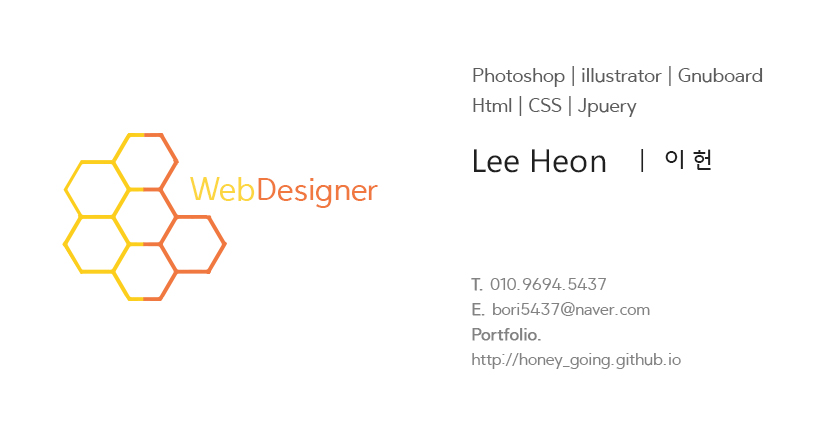 WebDesigner
Photoshop | illustrator | Gnuboard
Html | CSS | Jpuery
Lee Heon | 이 헌
T. 010.9694.5437
E. bori5437@naver.com
Portfolio.
http://honey_going.github.io